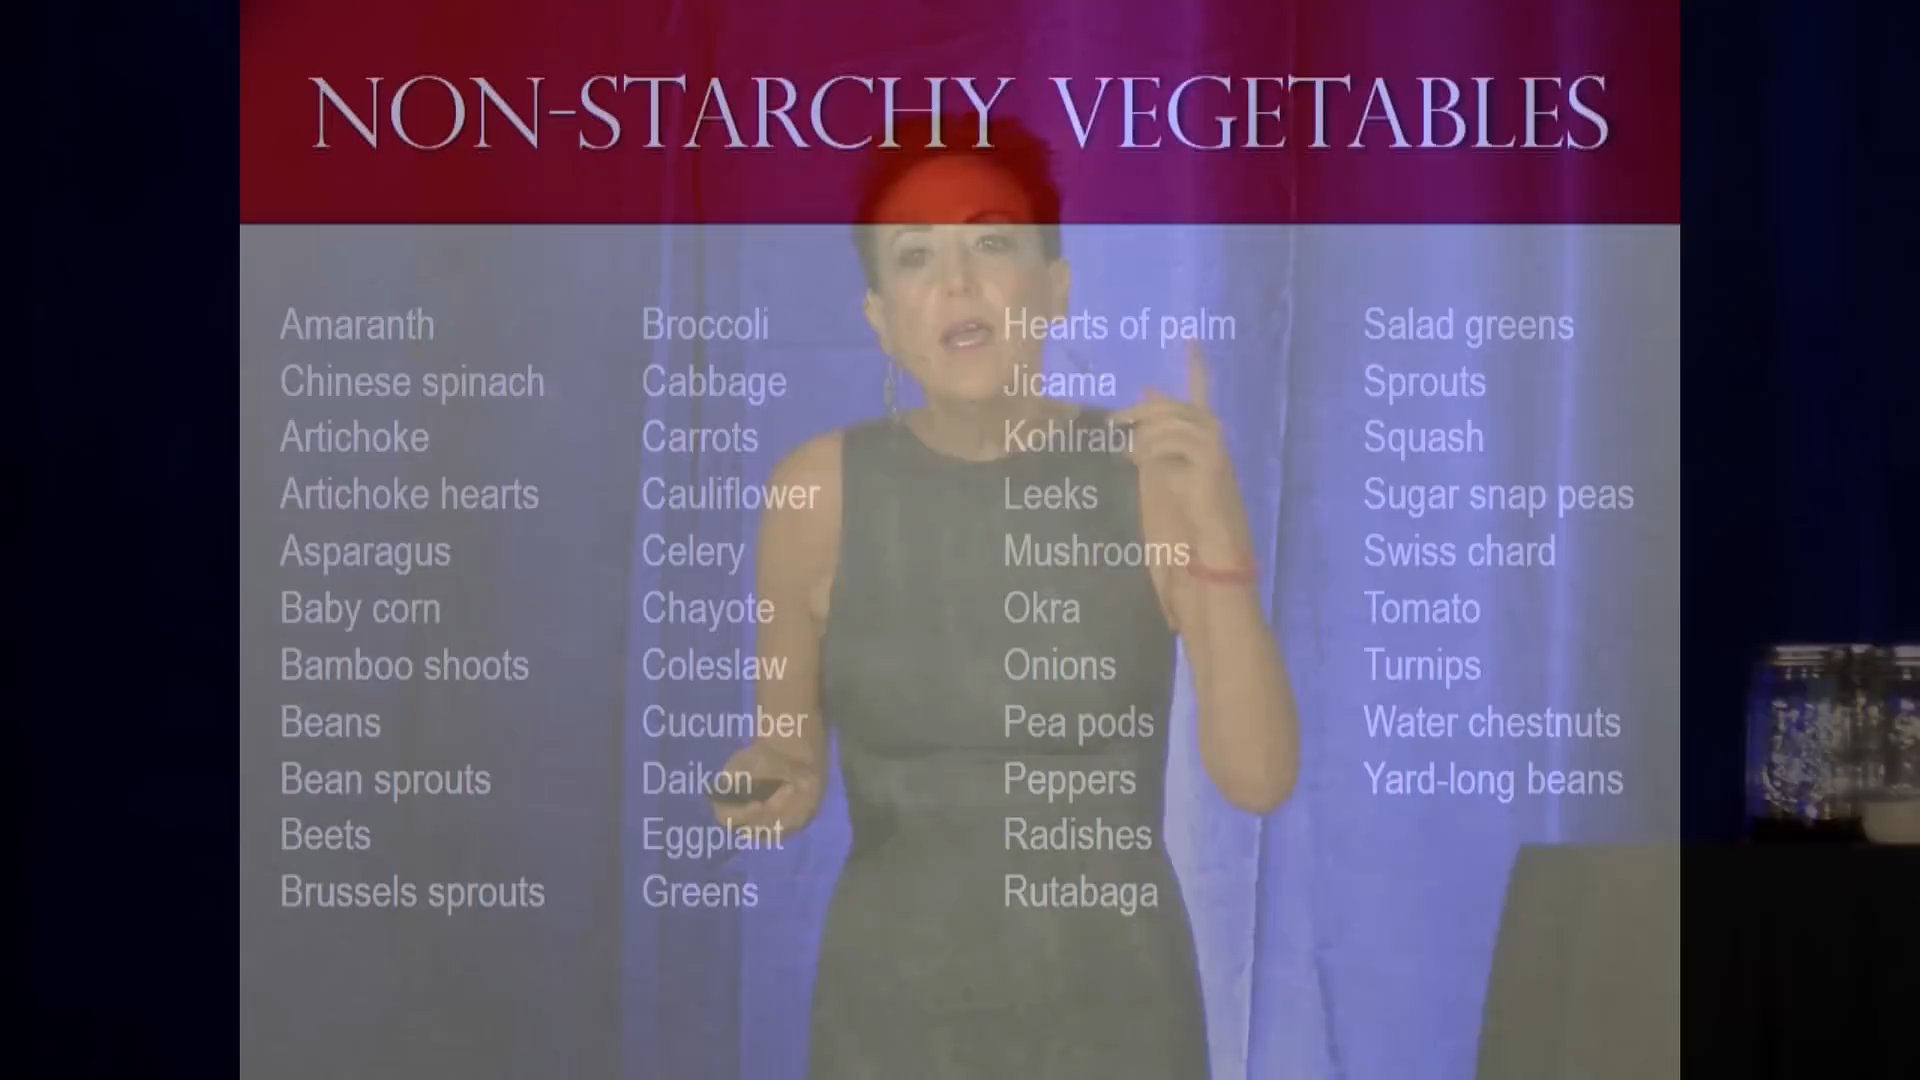 NON-STARCHY VEGETABLES
Amaranth
Chinese spinach
Artichoke
Artichoke hearts
Asparagus
Baby corn
Bamboo shoots
Beans
Bean sprouts
Beets
Brussels sprouts
Broccoli
Cabbage
Carrots
Cauliflower
Celery
Chayote
Coleslaw
Cucumber
Daikon
Eggplant
Greens
Hearts of palm
Jicama
Kohlrabi
Leeks
Mushrooms
Okra
Onions
Pea pods
Peppers
Radishes
Rutabaga
Salad greens
Sprouts
Squash
Sugar snap peas
Swiss chard
Tomato
Turnips
Water chestnuts
Yard-long beans